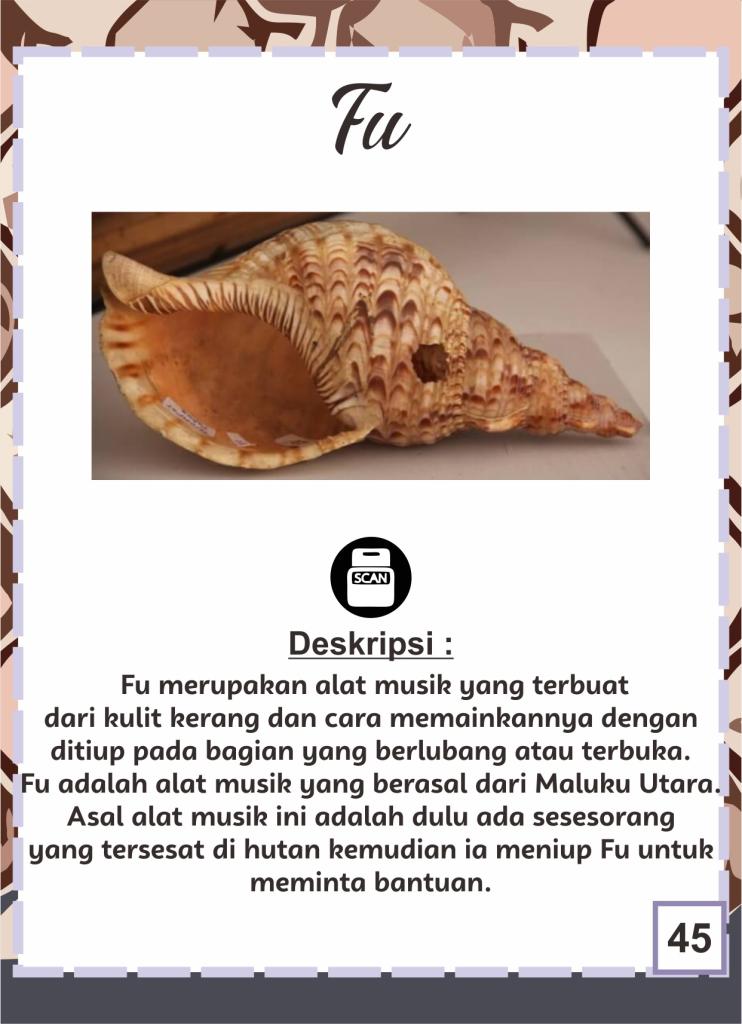 Fu
SCAN
Deskripsi :
Fu merupakan alat musik yang terbuat
dari kulit kerang dan cara memainkannya dengan
ditiup pada bagian yang berlubang atau terbuka.
Fu adalah alat musik yang berasal dari Maluku Utara.
Asal alat musik ini adalah dulu ada sesesorang
yang tersesat di hutan kemudian ia meniup Fu untuk
meminta bantuan.
45